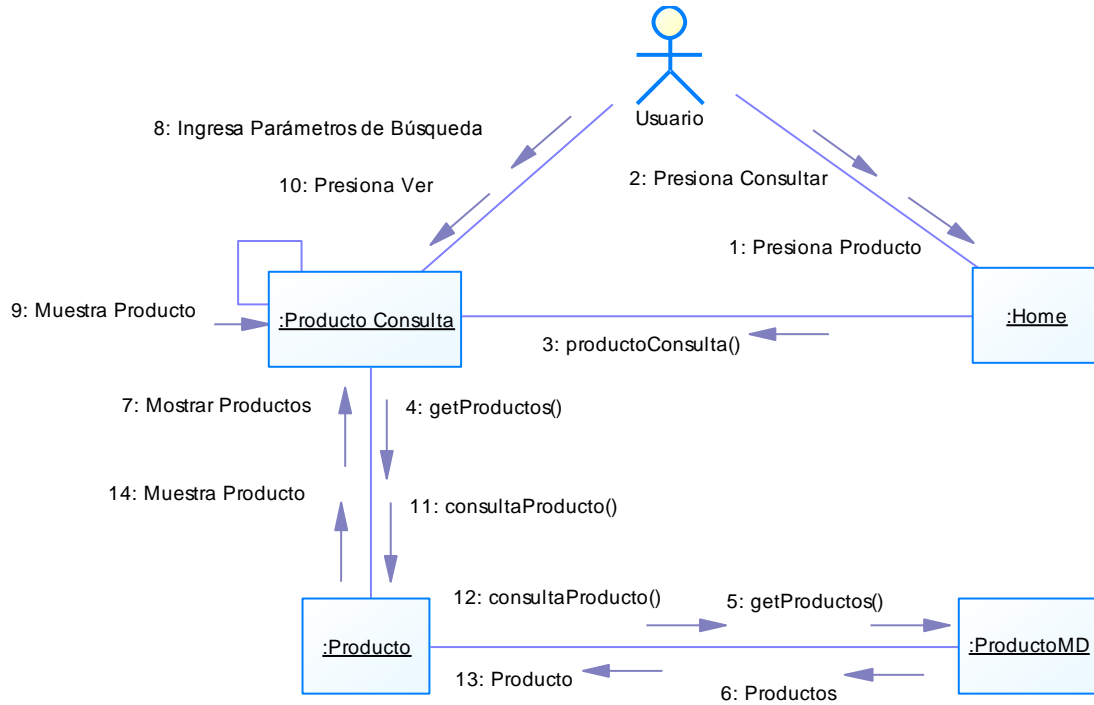 Usuario
8: Ingresa Parámetros de Búsqueda
2: Presiona Consultar
10: Presiona Ver
1: Presiona Producto
9: Muestra Producto
:Producto Consulta
:Home
3: productoConsulta()
7: Mostrar Productos
4: getProductos()
14: Muestra Producto
11: consultaProducto()
12: consultaProducto()
5: getProductos()
:Producto
:ProductoMD
13: Producto
6: Productos